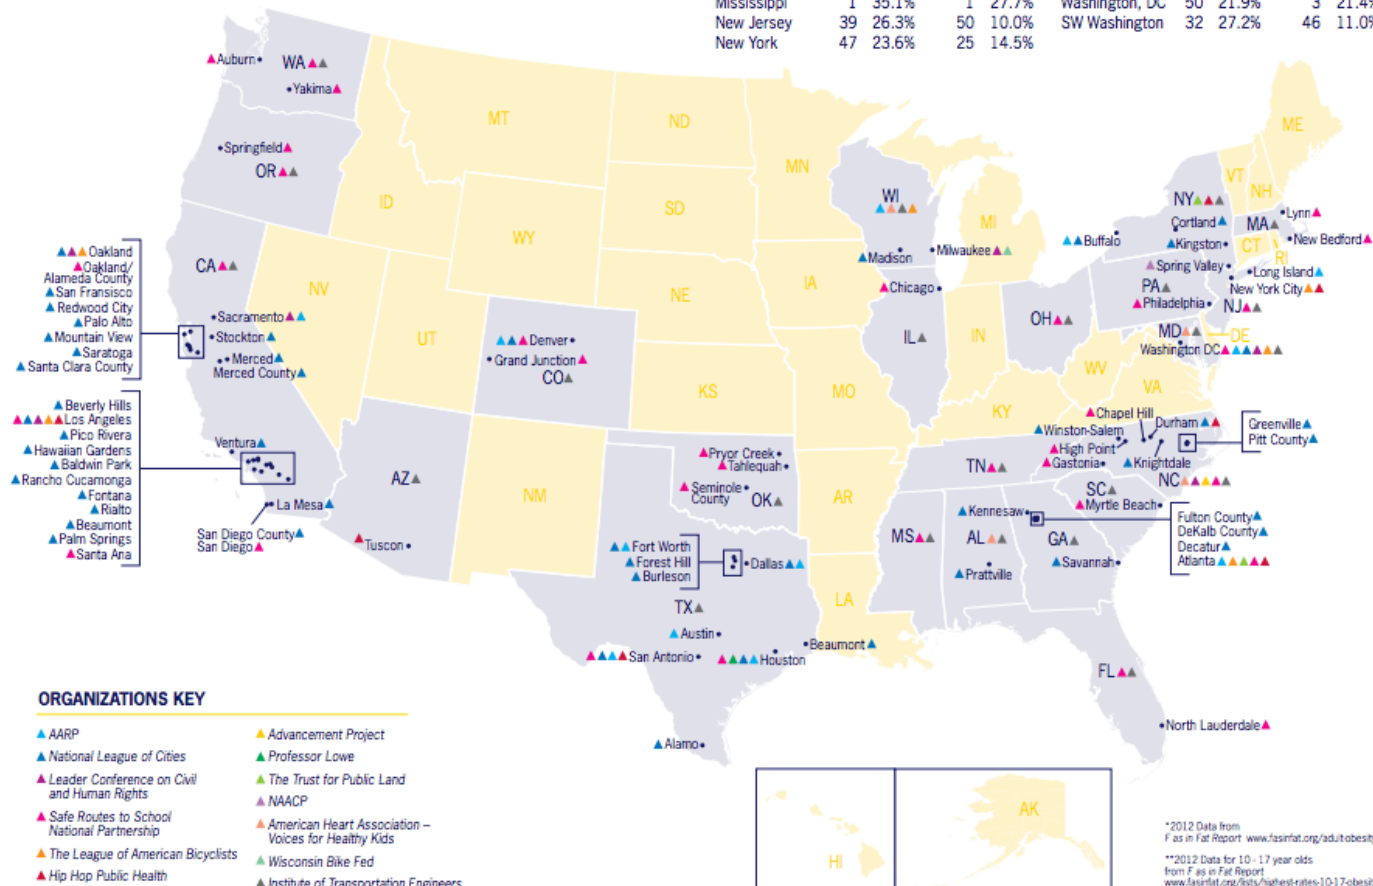 Mississippi 1 35.1% 1 27.7% Washington, DC 50 21.9% 3 21.4%
New Jersey 39 26.3% 50 10.0% SW Washington 32 27.2% 46 11.0%
New York 47 23.6% 25 14.5%
Auburn
WA
Yakima
Springfield
OR
MT
ND
MN
ID
WY
SD
WI
MI
NY
VT
NH
ME
Cortland
MA
Lynn
Buffalo
Kingston
CT
RI
New Bedford
Madison
Milwaukee
Spring Valley
Long Island
PA
New York City
Chicago
Philadelphia
NJ
Oakland
Oakland/
Alameda County
San Fransisco
Redwood City
Palo Alto
Mountain View
Saratoga
Santa Clara County
CA
NV
Sacramento
Stockton
Merced
Merced County
UT
Denver
Grand Junction
CO
NE
IA
KS
MO
IL
IN
OH
MD
DE
Washington DC
WV
VA
KY
Beverly Hills
Los Angeles
Pico Rivera
Hawaiian Gardens
Baldwin Park
Rancho Cucamonga
Fontana
Rialto
Beaumont
Palm Springs
Santa Ana
Ventura
La Mesa
San Diego County
San Diego
AZ
Tuscon
NM
Pryor Creek
Tahlequah
Seminole
County
OK
AR
TN
Chapel Hill
Winston-Salem
Durham
High Point
Gastonia
Knightdale
Greenville
Pitt County
NC
SC
Myrtle Beach
Kennesaw
MS
AL
GA
Prattville
Savannah
Fulton County
DeKalb County
Decatur
Atlanta
Fort Worth
Forest Hill
Burleson
Dallas
TX
Austin
San Antonio
Houston
Beaumont
LA
Alamo
FL
North Lauderdale
HI
AK
ORGANIZATIONS KEY
AARP
National League of Cities
Leader Conference on Civil
and Human Rights
Safe Routes to School
National Partnership
The League of American Bicyclists
Hip Hop Public Health
Advancement Project
Professor Lowe
The Trust for Public Land
NAACP
American Heart Association –
Voices for Healthy Kids
Wisconsin Bike Fed
Institute of Transportation Engineers
*2012 Data from
F as in Fat Report www.fasinfat.org/adult-obesity
**2012 Data for 10 - 17 year olds
from F as in Fat Report
www.fasinfat.org/lists/highest-rates-10-17-obesit